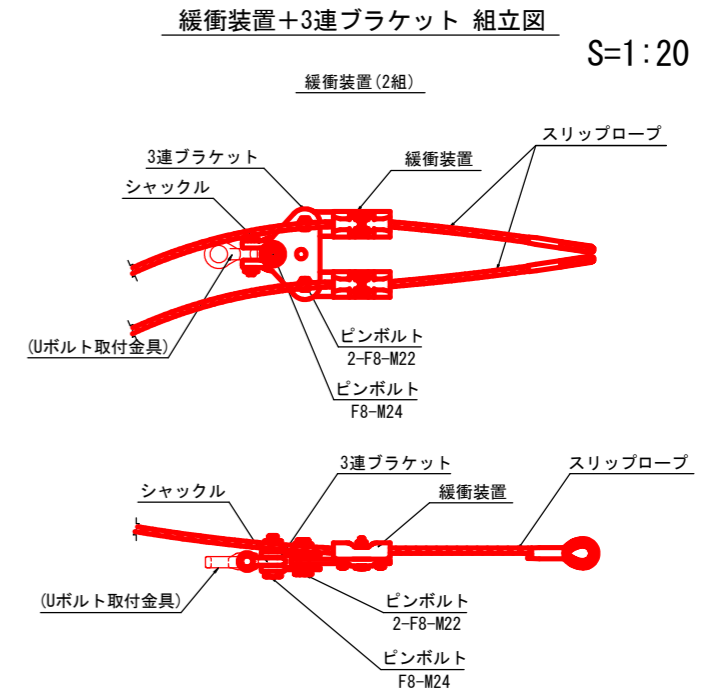 緩衝装置+3連ブラケット 組立図
S=1:20
緩衝装置(2組)
スリップロープ
3連ブラケット
緩衝装置
シャックル
(Uボルト取付金具)
ピンボルト
2-F8-M22
ピンボルト
F8-M24
3連ブラケット
スリップロープ
シャックル
緩衝装置
(Uボルト取付金具)
ピンボルト
2-F8-M22
ピンボルト
F8-M24